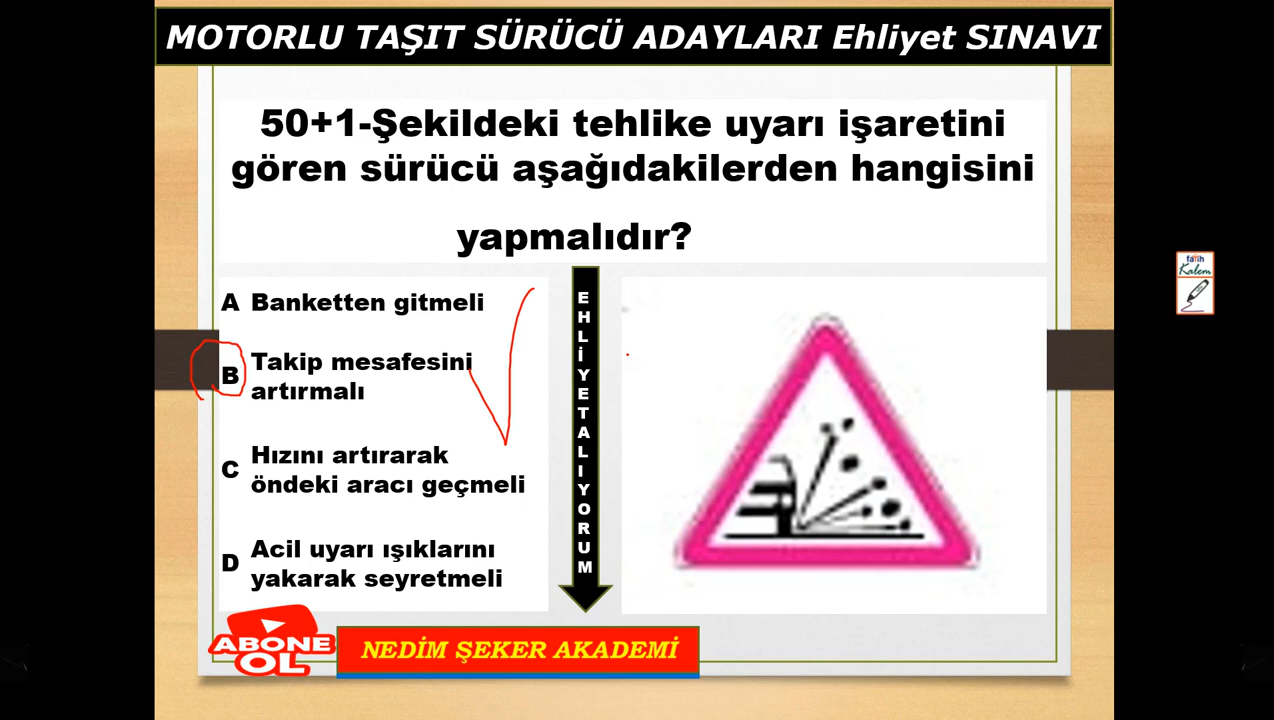 MOTORLU TAŞIT SÜRÜCÜ ADAYLARI Ehliyet SINAVI
50+1-Şekildeki tehlike uyarı işaretini
gören sürücü aşağıdakilerden hangisini
yapmalıdır?
A Banketten gitmeli
B Takip mesafesini
artırmalı
C Hızını artırarak
öndeki aracı geçmeli
D Acil uyarı ışıklarını
yakarak seyretmeli
EHLİYETALIYORUM
fatih
Kalem
ABONE
OL
NEDİM ŞEKER AKADEMİ